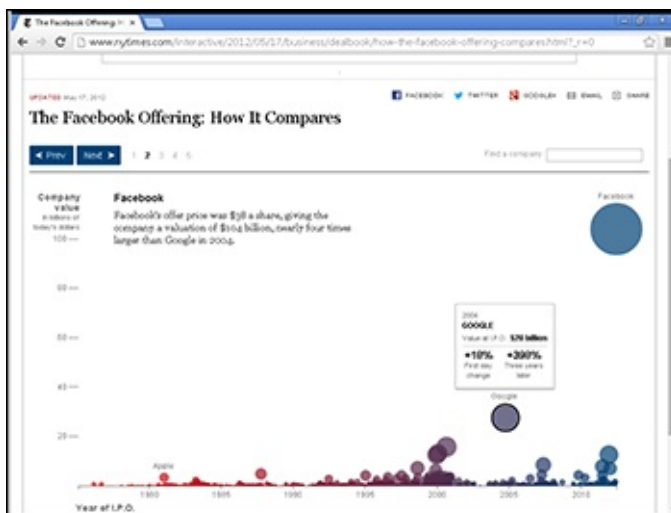 The Facebook Offering: H
www.nytimes.com/interactive/2012/05/17/business/dealbook/how-the-facebook-offering-compares.html?_r=0
UPDATED May 17, 2012
FACEBOOK TWITTER GOOGLE+ EMAIL SHARE
The Facebook Offering: How It Compares
Prev Next 1 2 3 4 5
Find a company
Company
value
in billions of
today's dollars
Facebook
Facebook's offer price was $38 a share, giving the
company a valuation of $104 billion, nearly four times
larger than Google in 2004.
Facebook
100
80
60
40
20
2004
GOOGLE
Value at I.P.O.
+18%
First day
change
Three years
later
Google
Apple
1980 1985 1990 1995 2000 2005 2010
Year of I.P.O.